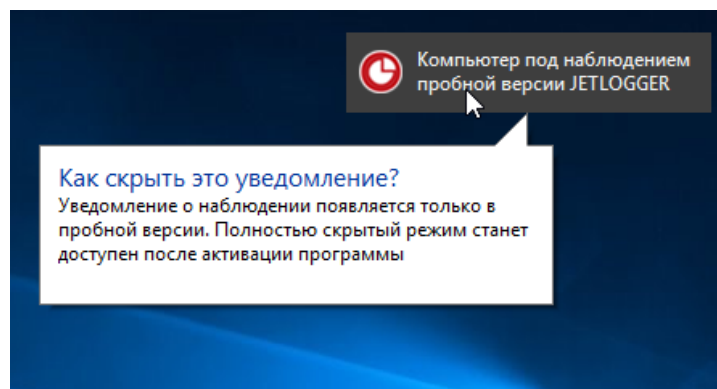 Компьютер под наблюдением
пробной версии JETLOGGER
Как скрыть это уведомление?
Уведомление о наблюдении появляется только в
пробной версии. Полностью скрытый режим станет
доступен после активации программы